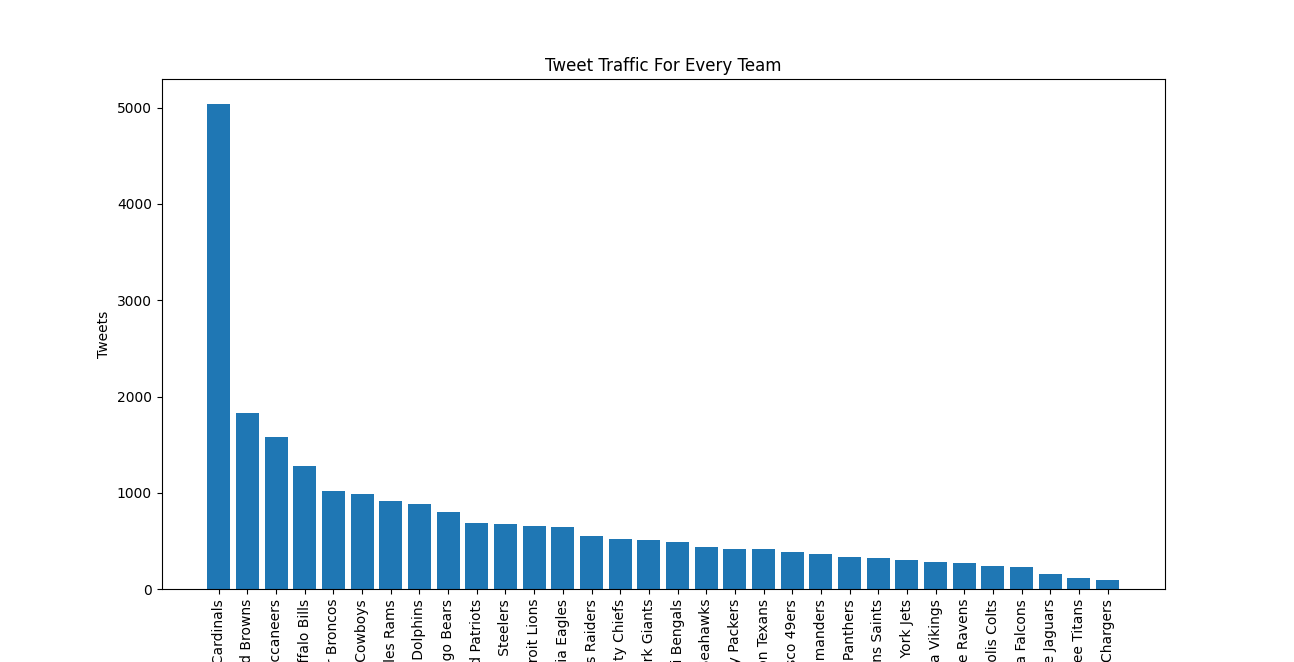 Tweet Traffic For Every Team
5000
4000
3000
2000
1000
0
Tweets
Cardinals
d Browns
ccaneers
ffalo Bills
r Broncos
Cowboys
les Rams
Dolphins
go Bears
d Patriots
Steelers
roit Lions
ia Eagles
s Raiders
ty Chiefs
rk Giants
i Bengals
eahawks
y Packers
on Texans
sco 49ers
manders
Panthers
ns Saints
York Jets
a Vikings
e Ravens
olis Colts
a Falcons
e Jaguars
ee Titans
Chargers